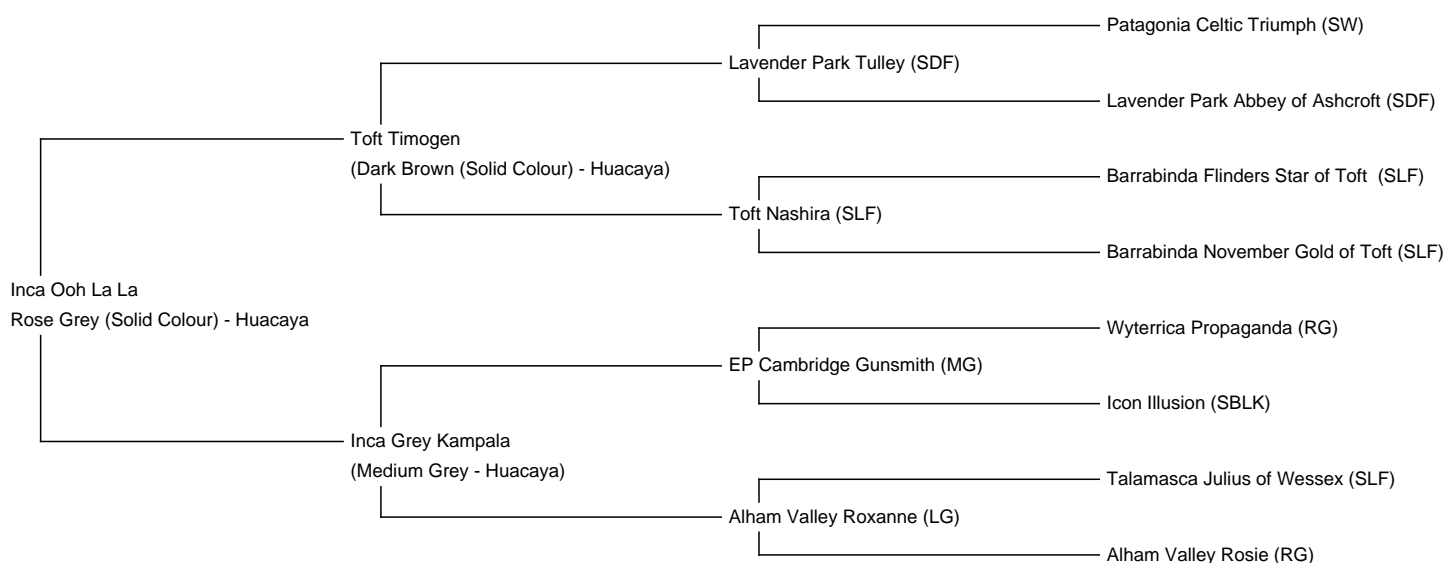 Patagonia Celtic Triumph (SW)
Lavender Park Tulley (SDF)
Lavender Park Abbey of Ashcroft (SDF)
Toft Timogen
(Dark Brown (Solid Colour) - Huacaya)
Barrabinda Flinders Star of Toft  (SLF)
Toft Nashira (SLF)
Barrabinda November Gold of Toft (SLF)
Inca Ooh La La
Rose Grey (Solid Colour) - Huacaya
Wyterrica Propaganda (RG)
EP Cambridge Gunsmith (MG)
Icon Illusion (SBLK)
Inca Grey Kampala
(Medium Grey - Huacaya)
Talamasca Julius of Wessex (SLF)
Alham Valley Roxanne (LG)
Alham Valley Rosie (RG)